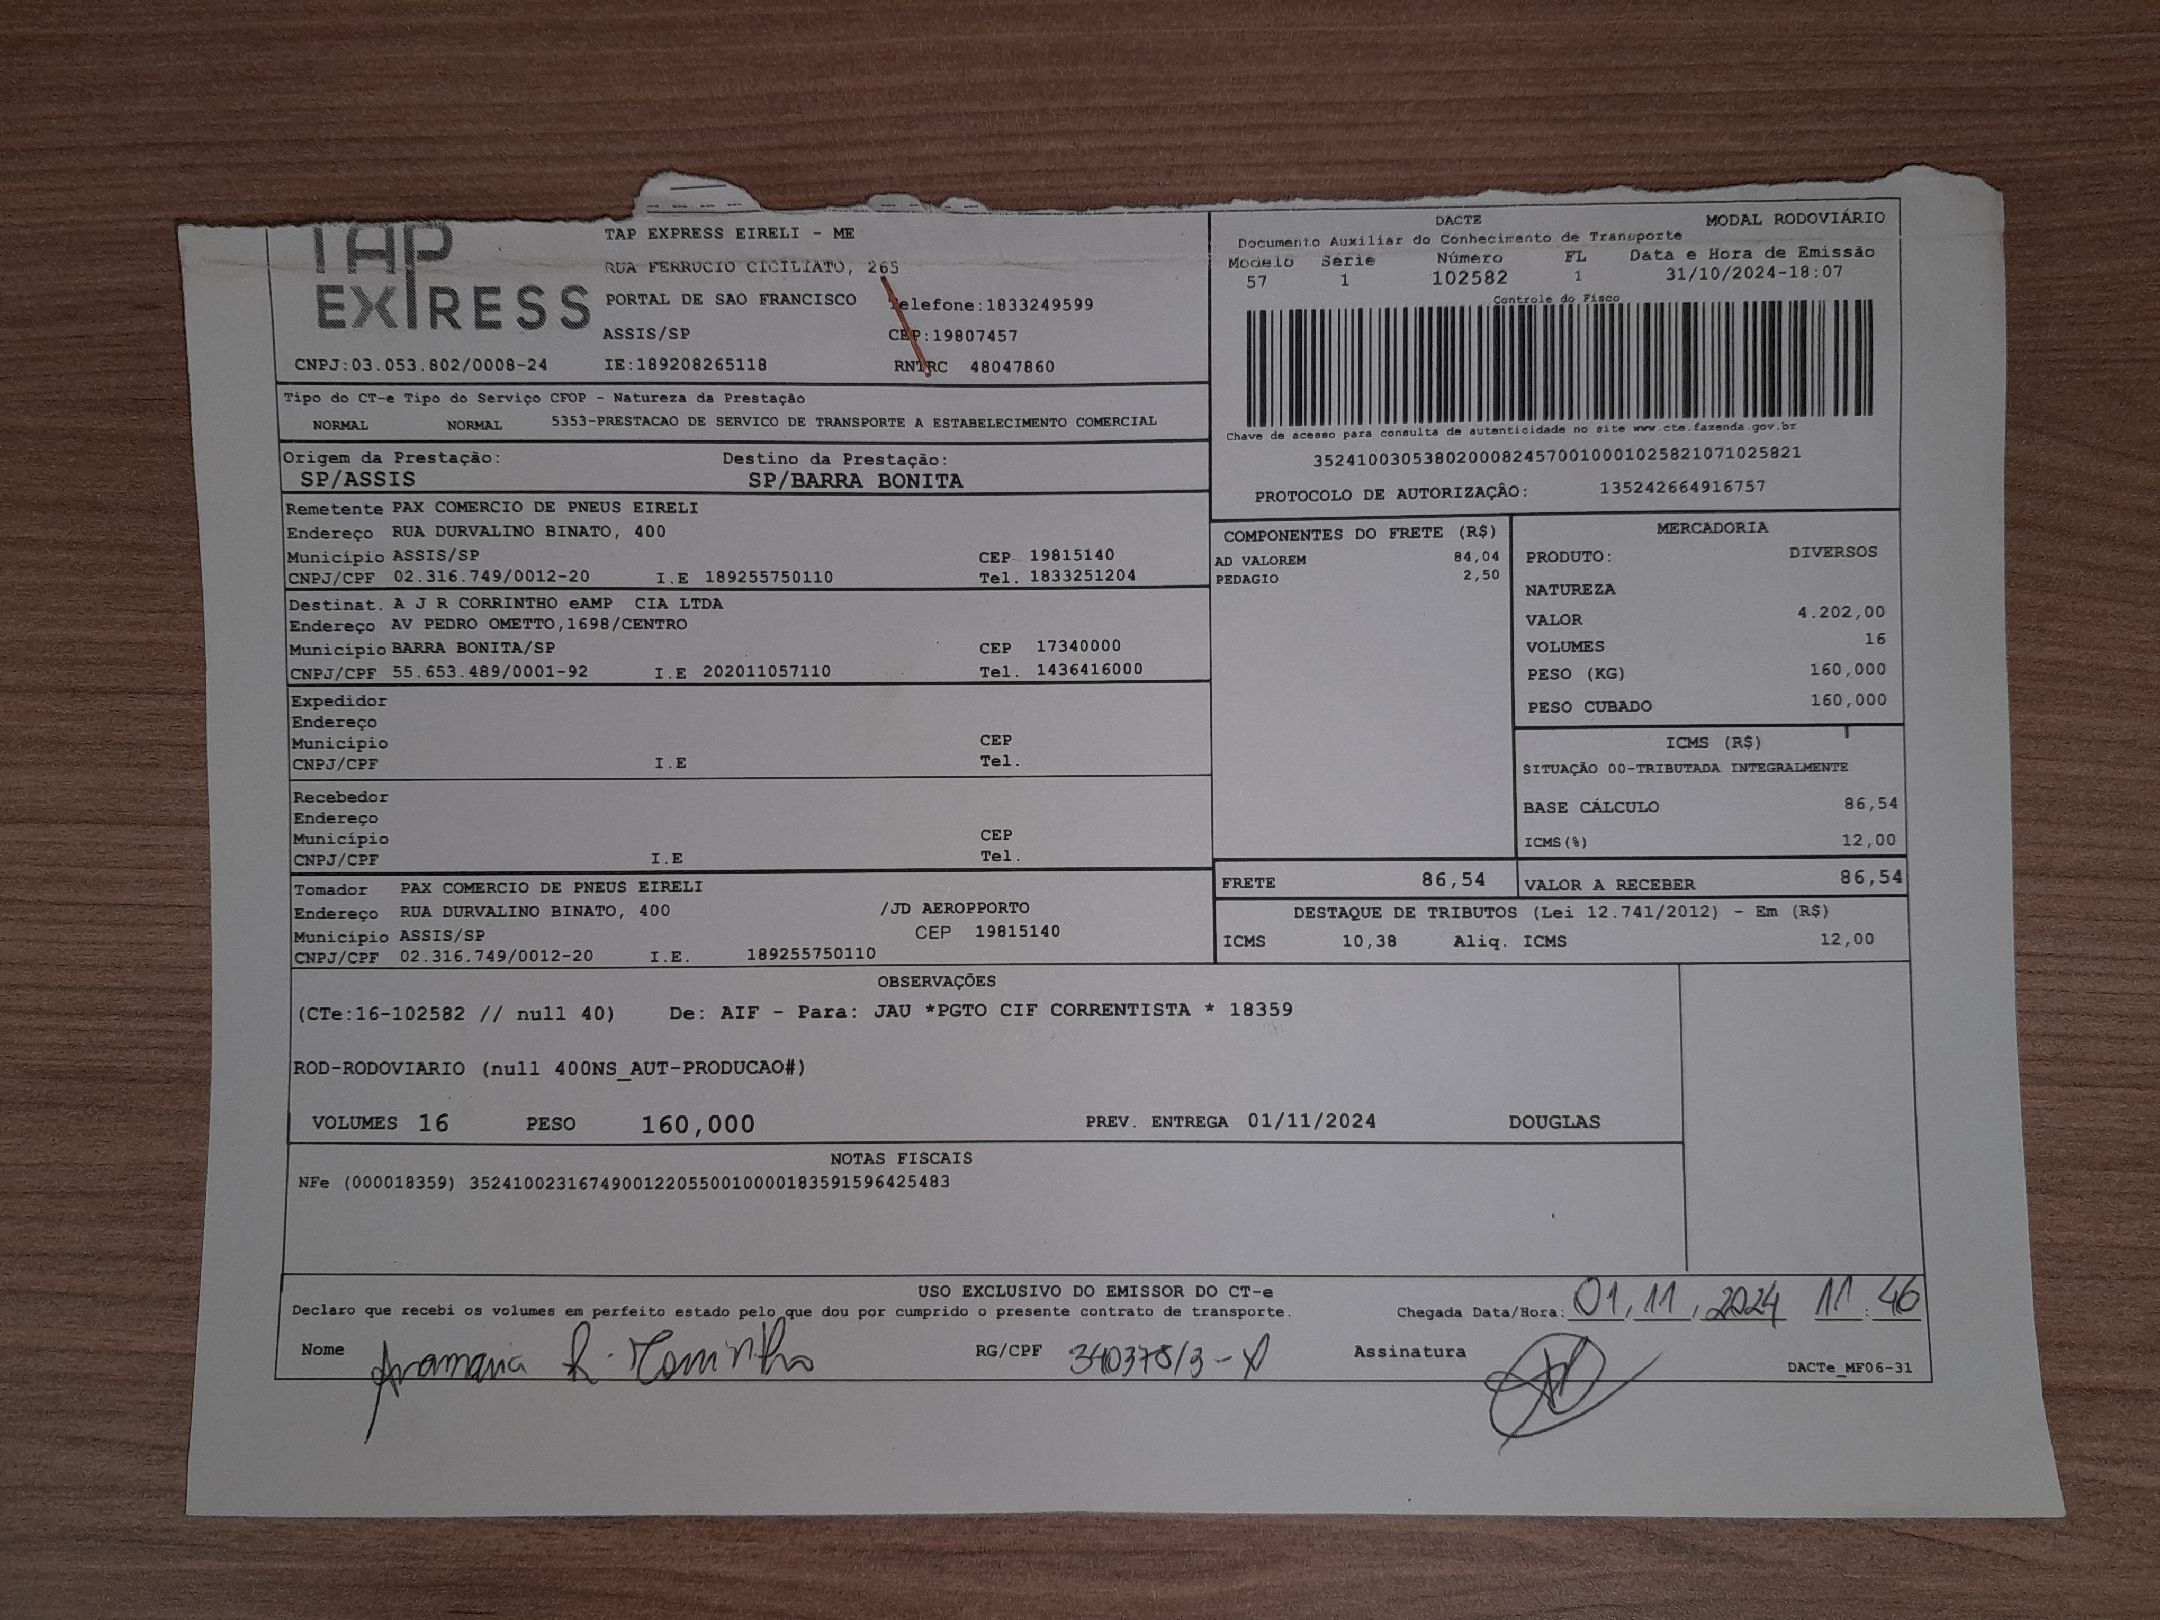 TAP EXPRESS
TAP EXPRESS EIRELI - ME
RUA FERRUCIO CICILIATO, 265
PORTAL DE SAO FRANCISCO Telefone:1833249599
ASSIS/SP CEP:19807457
CNPJ:03.053.802/0008-24 IE:189208265118 RNTRC 48047860
DACTE MODAL RODOVIÁRIO
Documento Auxiliar do Conhecimento de Transporte
Modelo Serie Número FL Data e Hora de Emissão
57 1 102582 1 31/10/2024-18:07
Controle do Fisco
Chave de acesso para consulta de autenticidade no site www.cte.fazenda.gov.br
35241003053802000824570010001025821071025821
PROTOCOLO DE AUTORIZAÇÂO: 135242664916757
Tipo do CT-e Tipo do Serviço CFOP - Natureza da Prestação
NORMAL NORMAL 5353-PRESTACAO DE SERVICO DE TRANSPORTE A ESTABELECIMENTO COMERCIAL
Origem da Prestação: Destino da Prestação:
SP/ASSIS SP/BARRA BONITA
Remetente PAX COMERCIO DE PNEUS EIRELI
Endereço RUA DURVALINO BINATO, 400
Município ASSIS/SP CEP 19815140
CNPJ/CPF 02.316.749/0012-20 I.E 189255750110 Tel. 1833251204
Destinat. A J R CORRINTHO eAMP CIA LTDA
Endereço AV PEDRO OMETTO,1698/CENTRO
Município BARRA BONITA/SP CEP 17340000
CNPJ/CPF 55.653.489/0001-92 I.E 202011057110 Tel. 1436416000
Expedidor
Endereço
Município CEP
CNPJ/CPF I.E Tel.
Recebedor
Endereço
Município CEP
CNPJ/CPF I.E Tel.
Tomador PAX COMERCIO DE PNEUS EIRELI
Endereço RUA DURVALINO BINATO, 400 /JD AEROPPORTO
Município ASSIS/SP CEP 19815140
CNPJ/CPF 02.316.749/0012-20 I.E. 189255750110
COMPONENTES DO FRETE (R$)
AD VALOREM 84,04
PEDAGIO 2,50
MERCADORIA
PRODUTO: DIVERSOS
NATUREZA
VALOR 4.202,00
VOLUMES 16
PESO (KG) 160,000
PESO CUBADO 160,000
ICMS (R$)
SITUAÇÃO 00-TRIBUTADA INTEGRALMENTE
BASE CÁLCULO 86,54
ICMS(%) 12,00
FRETE 86,54 VALOR A RECEBER 86,54
DESTAQUE DE TRIBUTOS (Lei 12.741/2012) - Em (R$)
ICMS 10,38 Aliq. ICMS 12,00
OBSERVAÇÕES
(CTe:16-102582 // null 40) De: AIF - Para: JAU *PGTO CIF CORRENTISTA * 18359
ROD-RODOVIARIO (null 400NS_AUT-PRODUCAO#)
VOLUMES 16 PESO 160,000 PREV. ENTREGA 01/11/2024 DOUGLAS
NOTAS FISCAIS
NFe (000018359) 35241002316749001220550010000183591596425483
USO EXCLUSIVO DO EMISSOR DO CT-e
Declaro que recebi os volumes em perfeito estado pelo que dou por cumprido o presente contrato de transporte. Chegada Data/Hora: 01,11,2024 11:46
Nome Anamaria R. RG/CPF Assinatura
DACTe_MF06-31